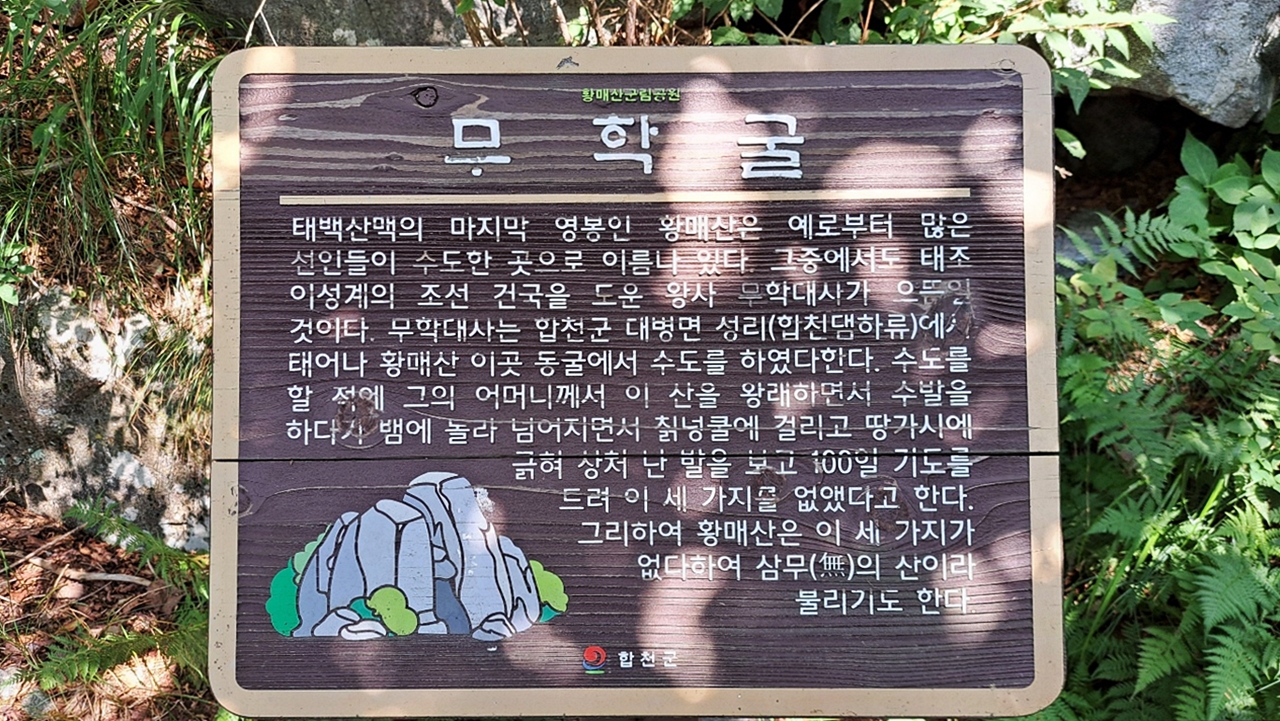 황매산군립공원
무 학 굴
태백산맥의 마지막 영봉인 황매산은 예로부터 많은
선인들이 수도한 곳으로 이름나 있다. 그중에서도 태조
이성계의 조선 건국을 도운 왕사 무학대사가 으뜸일
것이다. 무학대사는 합천군 대병면 성리(합천댐하류)에서
태어나 황매산 이곳 동굴에서 수도를 하였다한다. 수도를
할 적에 그의 어머니께서 이 산을 왕래하면서 수발을
하다가 뱀에 놀라 넘어지면서 칡넝쿨에 걸리고 땅가시에
긁혀 상처 난 발을 보고 100일 기도를
드려 이 세 가지를 없앴다고 한다.
그리하여 황매산은 이 세 가지가
없다하여 삼무(無)의 산이라
불리기도 한다.
합천군